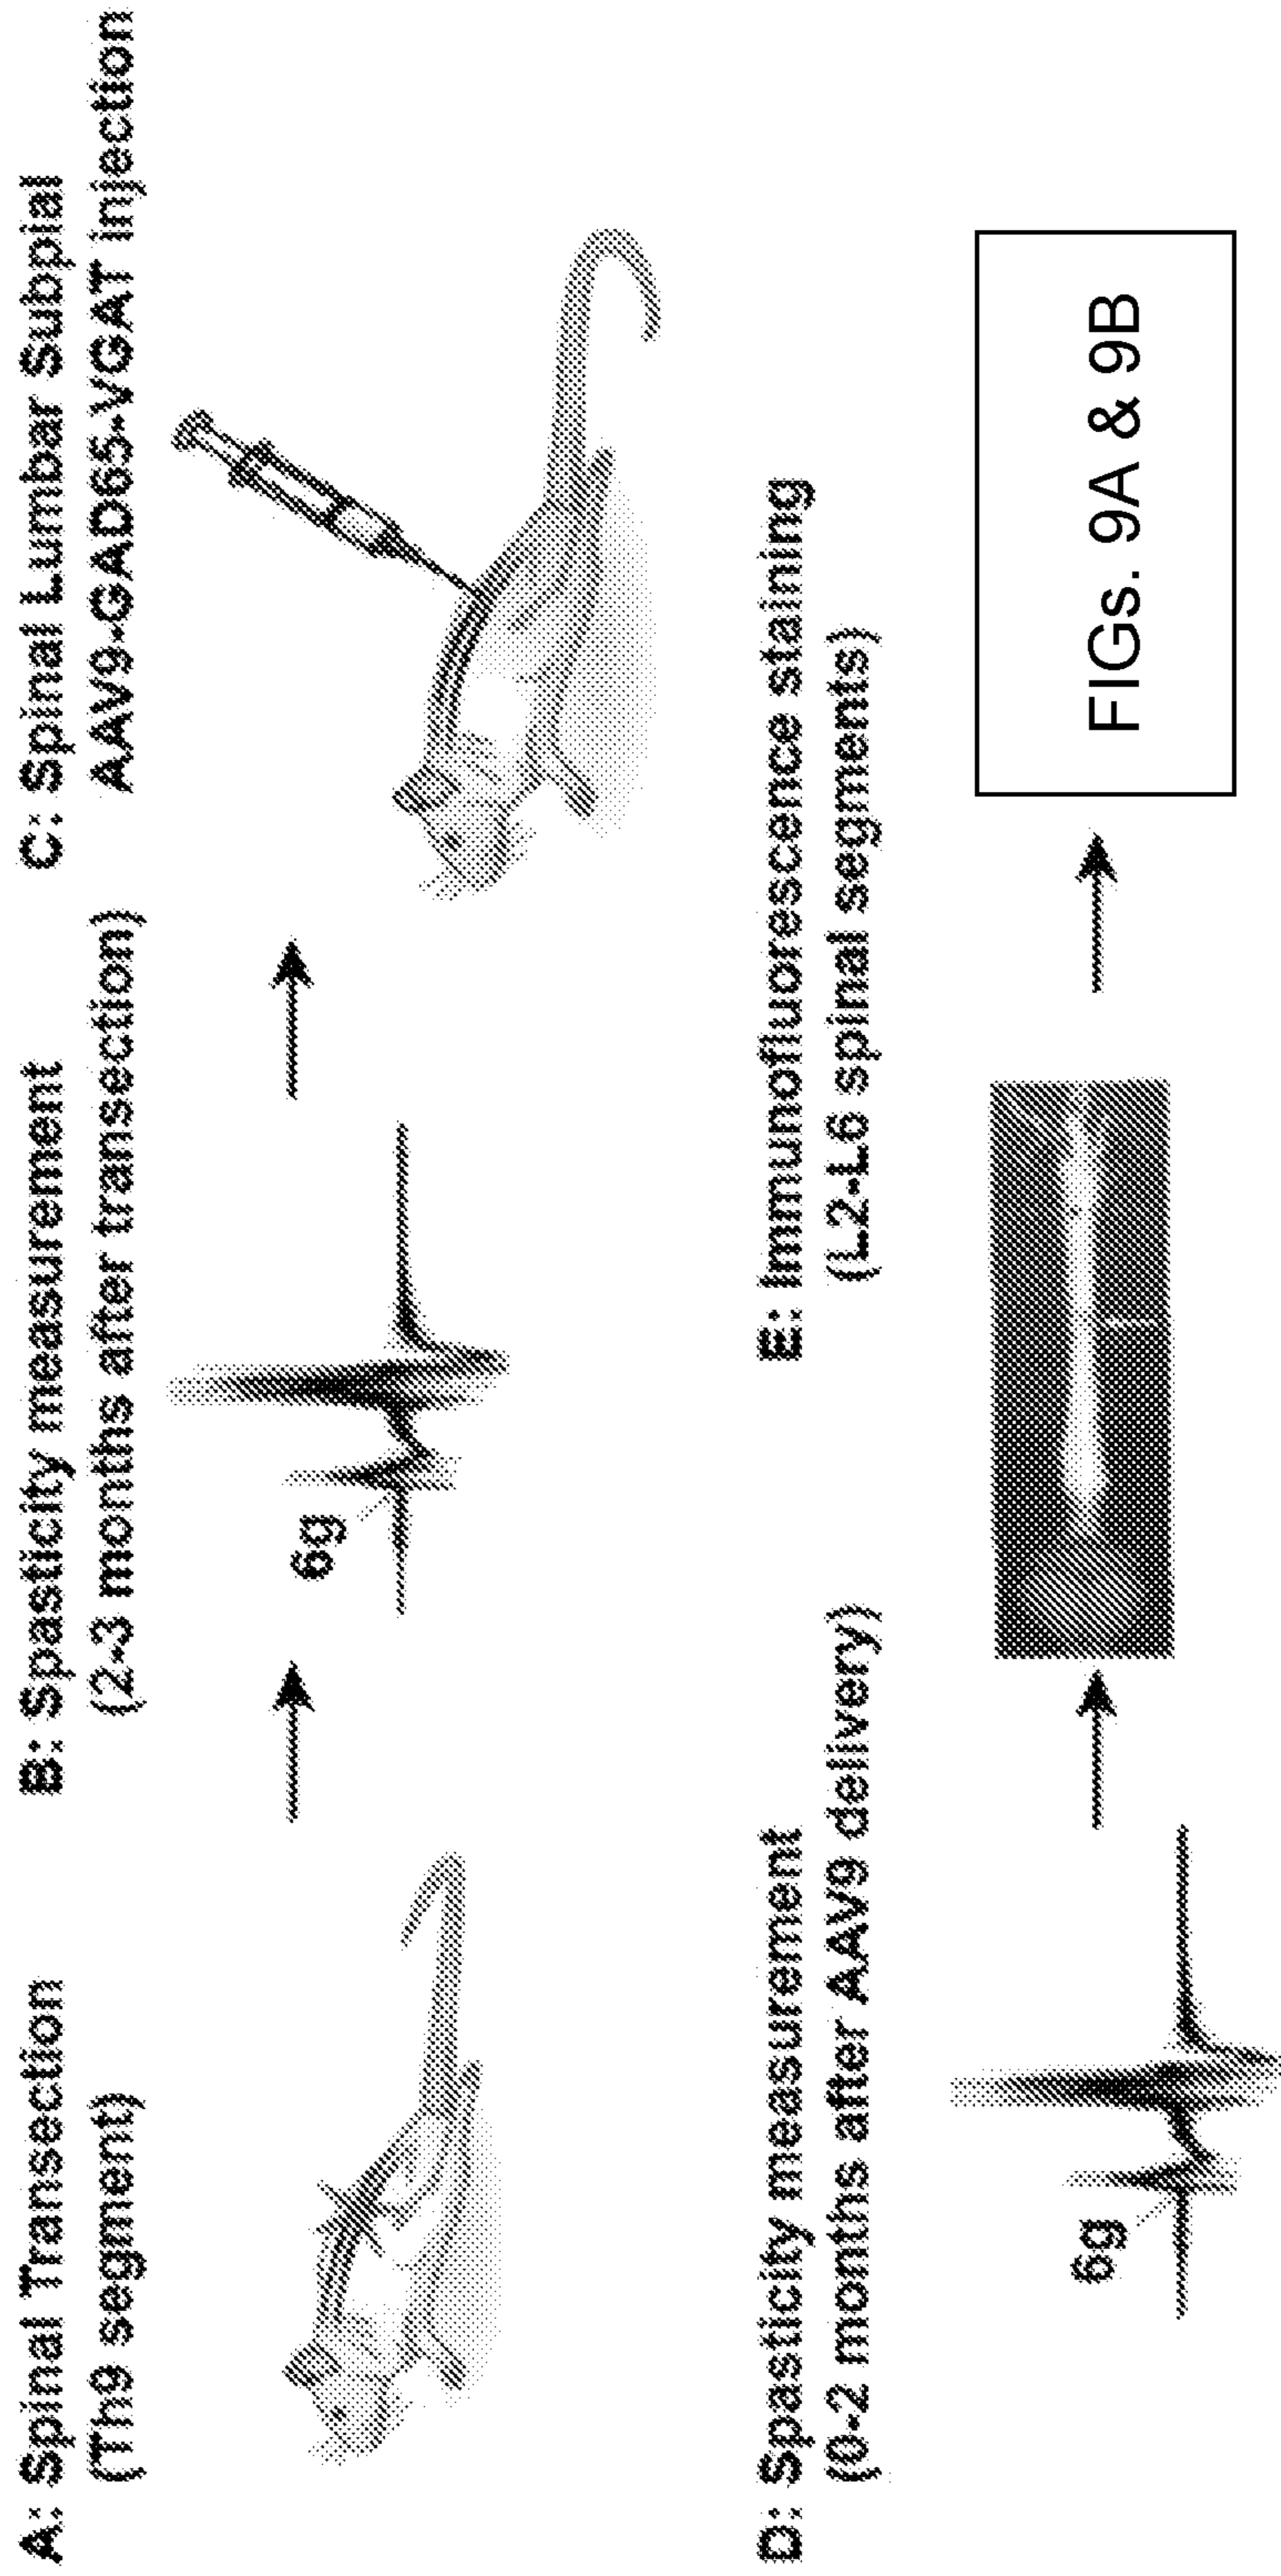 A: Spinal Transection
(Th9 segment)
B: Spasticity measurement
(2-3 months after transection)
6g
C: Spinal Lumbar Subpial
AAV9-GAD65-VGAT injection
D: Spasticity measurement
(0-2 months after AAV9 delivery)
6g
E: Immunofluorescence staining
(L2-L6 spinal segments)
FIGs. 9A & 9B